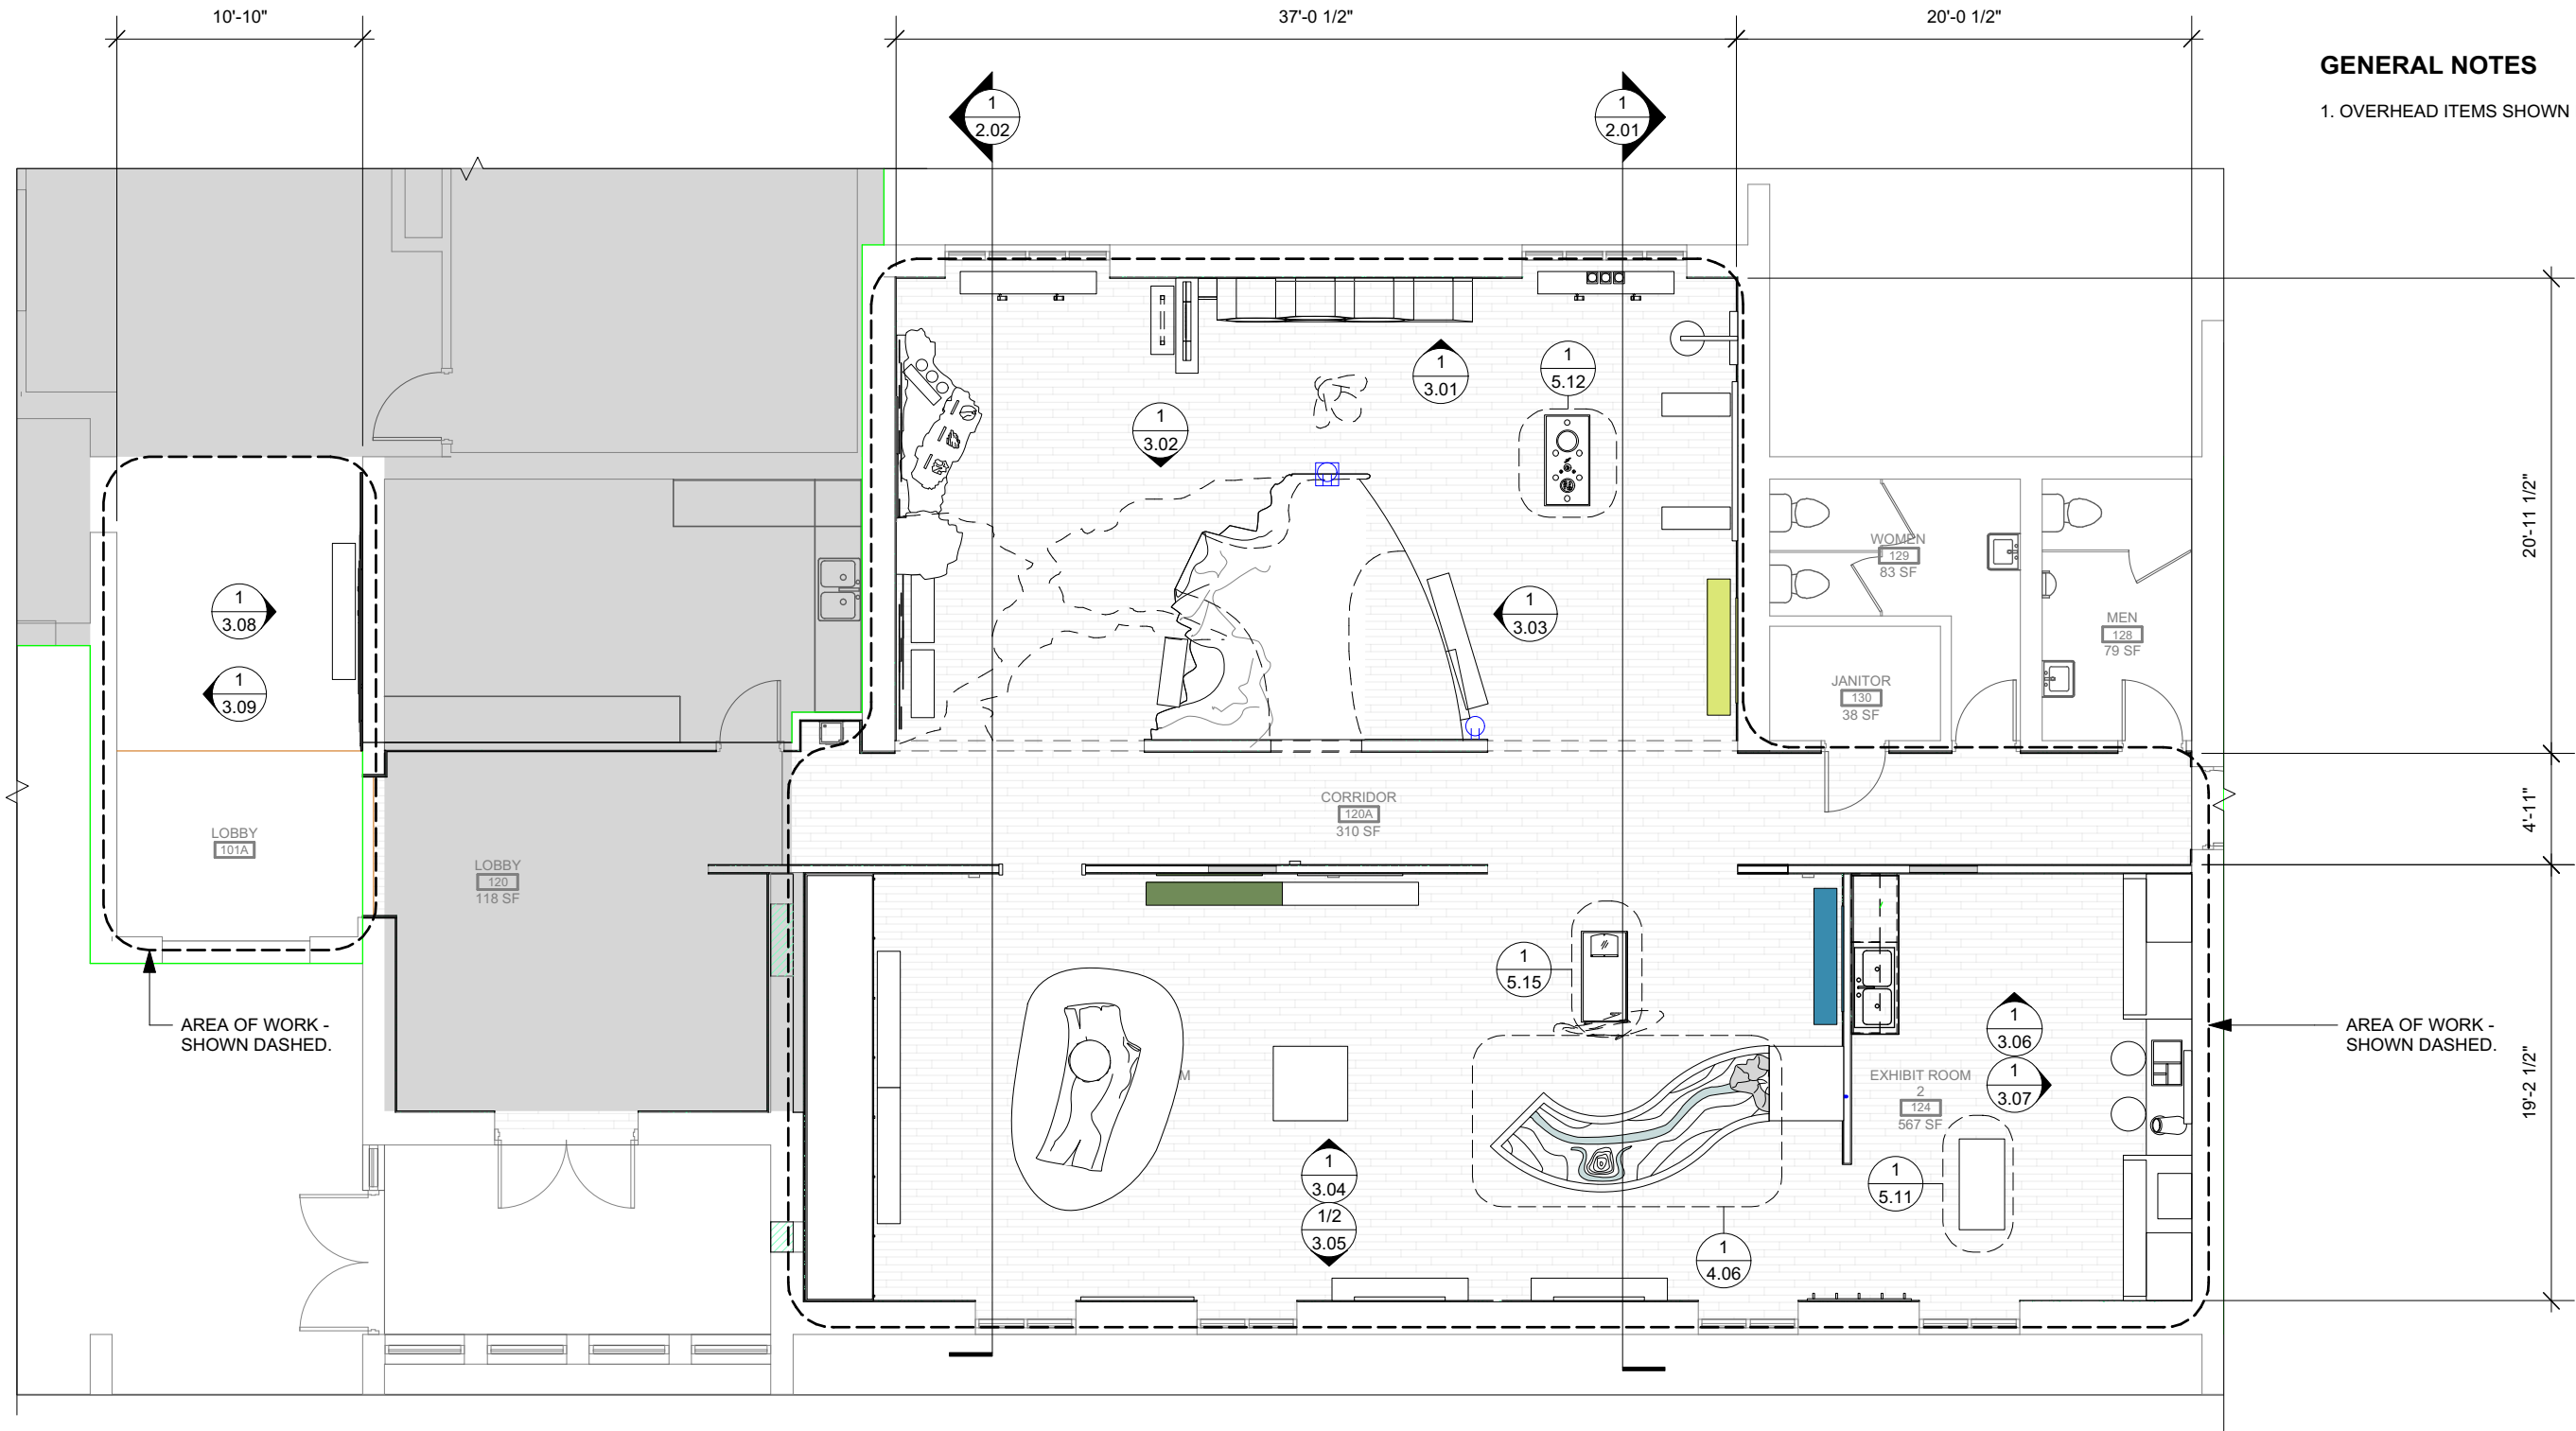 10'-10"
37'-0 1/2"
20'-0 1/2"
GENERAL NOTES
1. OVERHEAD ITEMS SHOWN
1
2.02
1
2.01
1
3.01
1
5.12
1
3.02
20'-11 1/2"
WOMEN
129
83 SF
1
3.08
1
3.03
MEN
128
79 SF
1
3.09
JANITOR
130
38 SF
CORRIDOR
120A
310 SF
4'-11"
LOBBY
101A
LOBBY
120
118 SF
1
5.15
AREA OF WORK -
SHOWN DASHED.
1
3.06
AREA OF WORK -
SHOWN DASHED.
M
EXHIBIT ROOM
2
124
567 SF
1
3.07
19'-2 1/2"
1
3.04
1
5.11
1/2
3.05
1
4.06